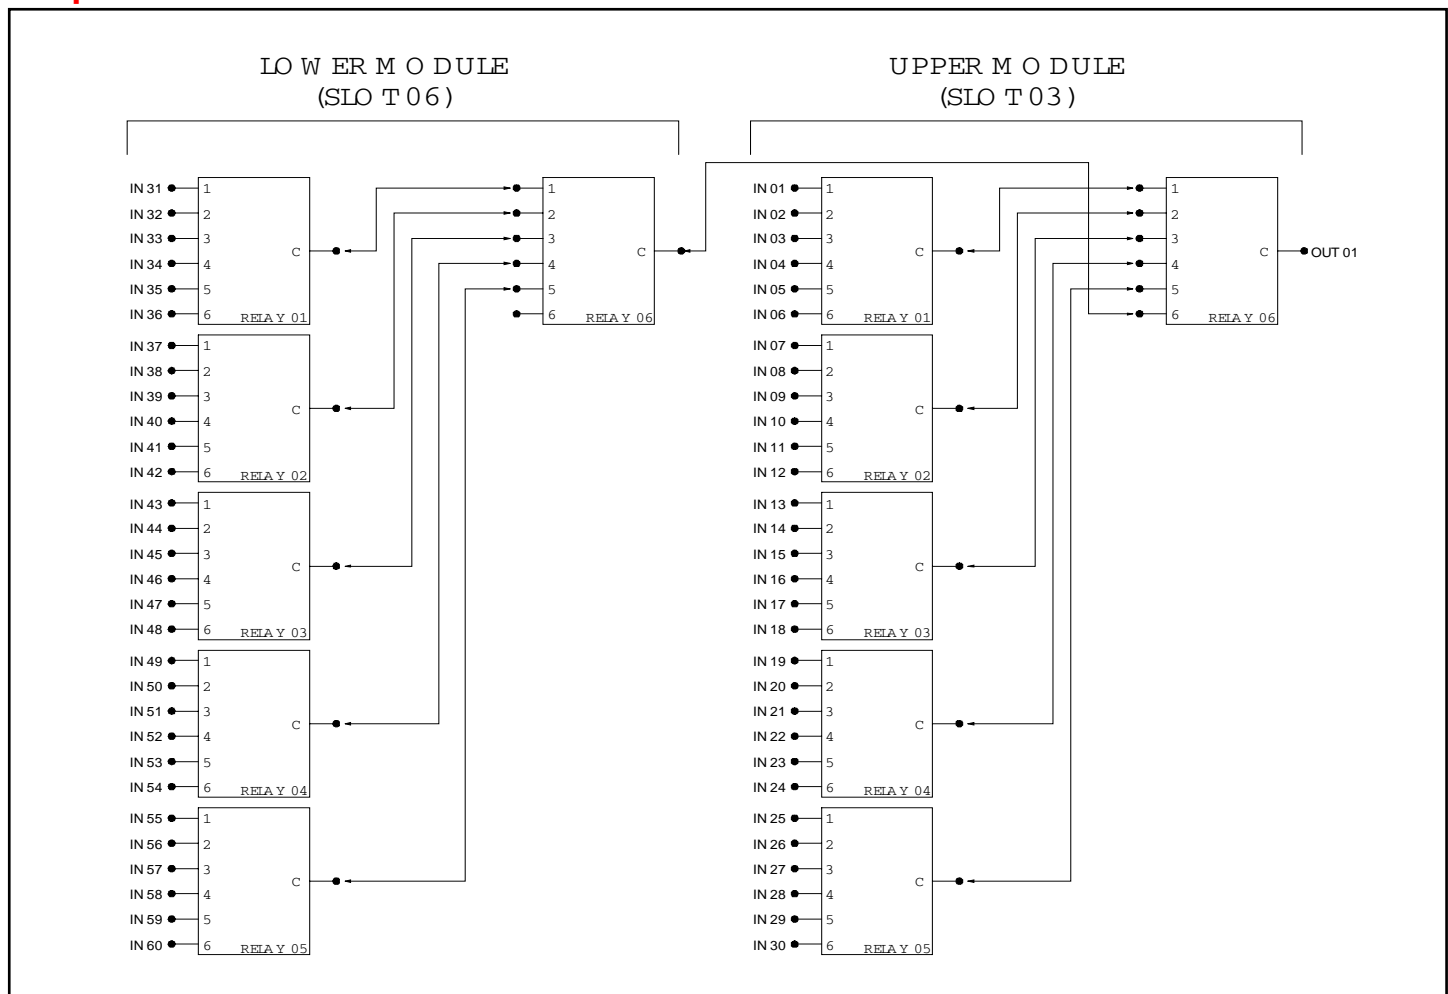 LOWER MODULE
(SLOT 06)
IN 31 1
IN 32 2
IN 33 3
IN 34 4
IN 35 5
IN 36 6
C
RELAY 01
IN 37 1
IN 38 2
IN 39 3
IN 40 4
IN 41 5
IN 42 6
C
RELAY 02
IN 43 1
IN 44 2
IN 45 3
IN 46 4
IN 47 5
IN 48 6
C
RELAY 03
IN 49 1
IN 50 2
IN 51 3
IN 52 4
IN 53 5
IN 54 6
C
RELAY 04
IN 55 1
IN 56 2
IN 57 3
IN 58 4
IN 59 5
IN 60 6
C
RELAY 05
1
2
3
4
5
6
C
RELAY 06
UPPER MODULE
(SLOT 03)
IN 01 1
IN 02 2
IN 03 3
IN 04 4
IN 05 5
IN 06 6
C
RELAY 01
IN 07 1
IN 08 2
IN 09 3
IN 10 4
IN 11 5
IN 12 6
C
RELAY 02
IN 13 1
IN 14 2
IN 15 3
IN 16 4
IN 17 5
IN 18 6
C
RELAY 03
IN 19 1
IN 20 2
IN 21 3
IN 22 4
IN 23 5
IN 24 6
C
RELAY 04
IN 25 1
IN 26 2
IN 27 3
IN 28 4
IN 29 5
IN 30 6
C
RELAY 05
1
2
3
4
5
6
C
RELAY 06
OUT 01